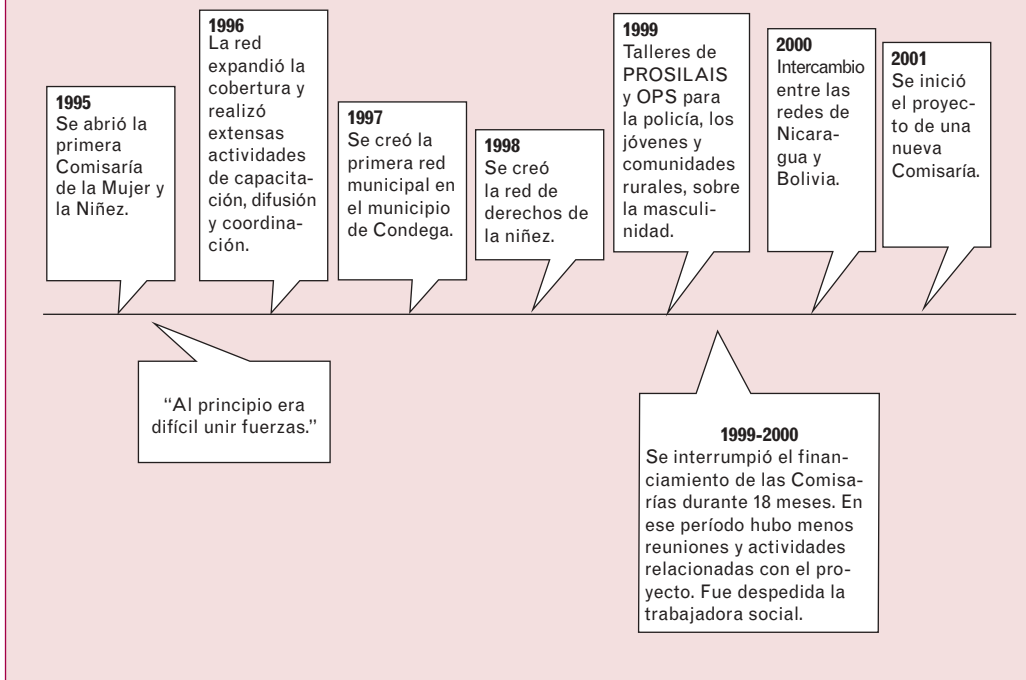 1995
Se abrió la
primera
Comisaría
de la Mujer y
la Niñez.
1996
La red
expandió la
cobertura y
realizó
extensas
actividades
de capacita-
ción, difusión
y coordina-
ción.
1997
Se creó la
primera red
municipal en
el municipio
de Condega.
1998
Se creó
la red de
derechos de
la niñez.
1999
Talleres de
PROSILAIS
y OPS para
la policía, los
jóvenes y
comunidades
rurales, sobre
la masculi-
nidad.
2000
Intercambio
entre las
redes de
Nicara-
gua y
Bolivia.
2001
Se inició
el proyec-
to de una
nueva
Comisaría.
“Al principio era
difícil unir fuerzas.”
1999-2000
Se interrumpió el finan-
ciamiento de las Comisa-
rías durante 18 meses. En
ese período hubo menos
reuniones y actividades
relacionadas con el pro-
yecto. Fue despedida la
trabajadora social.